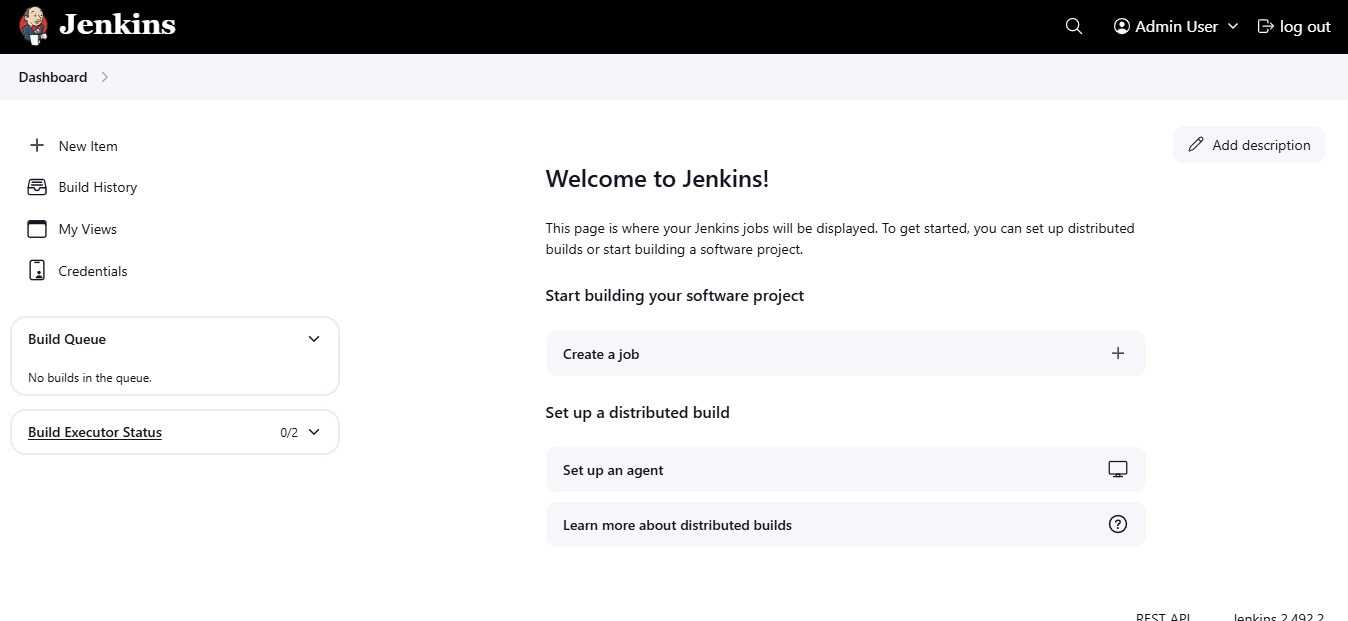 Jenkins
Admin User
log out
Dashboard
New Item
Build History
My Views
Credentials
Build Queue
No builds in the queue.
Build Executor Status 0/2
Add description
Welcome to Jenkins!
This page is where your Jenkins jobs will be displayed. To get started, you can set up distributed
builds or start building a software project.
Start building your software project
Create a job
Set up a distributed build
Set up an agent
Learn more about distributed builds
REST API
Jenkins 2.492.2